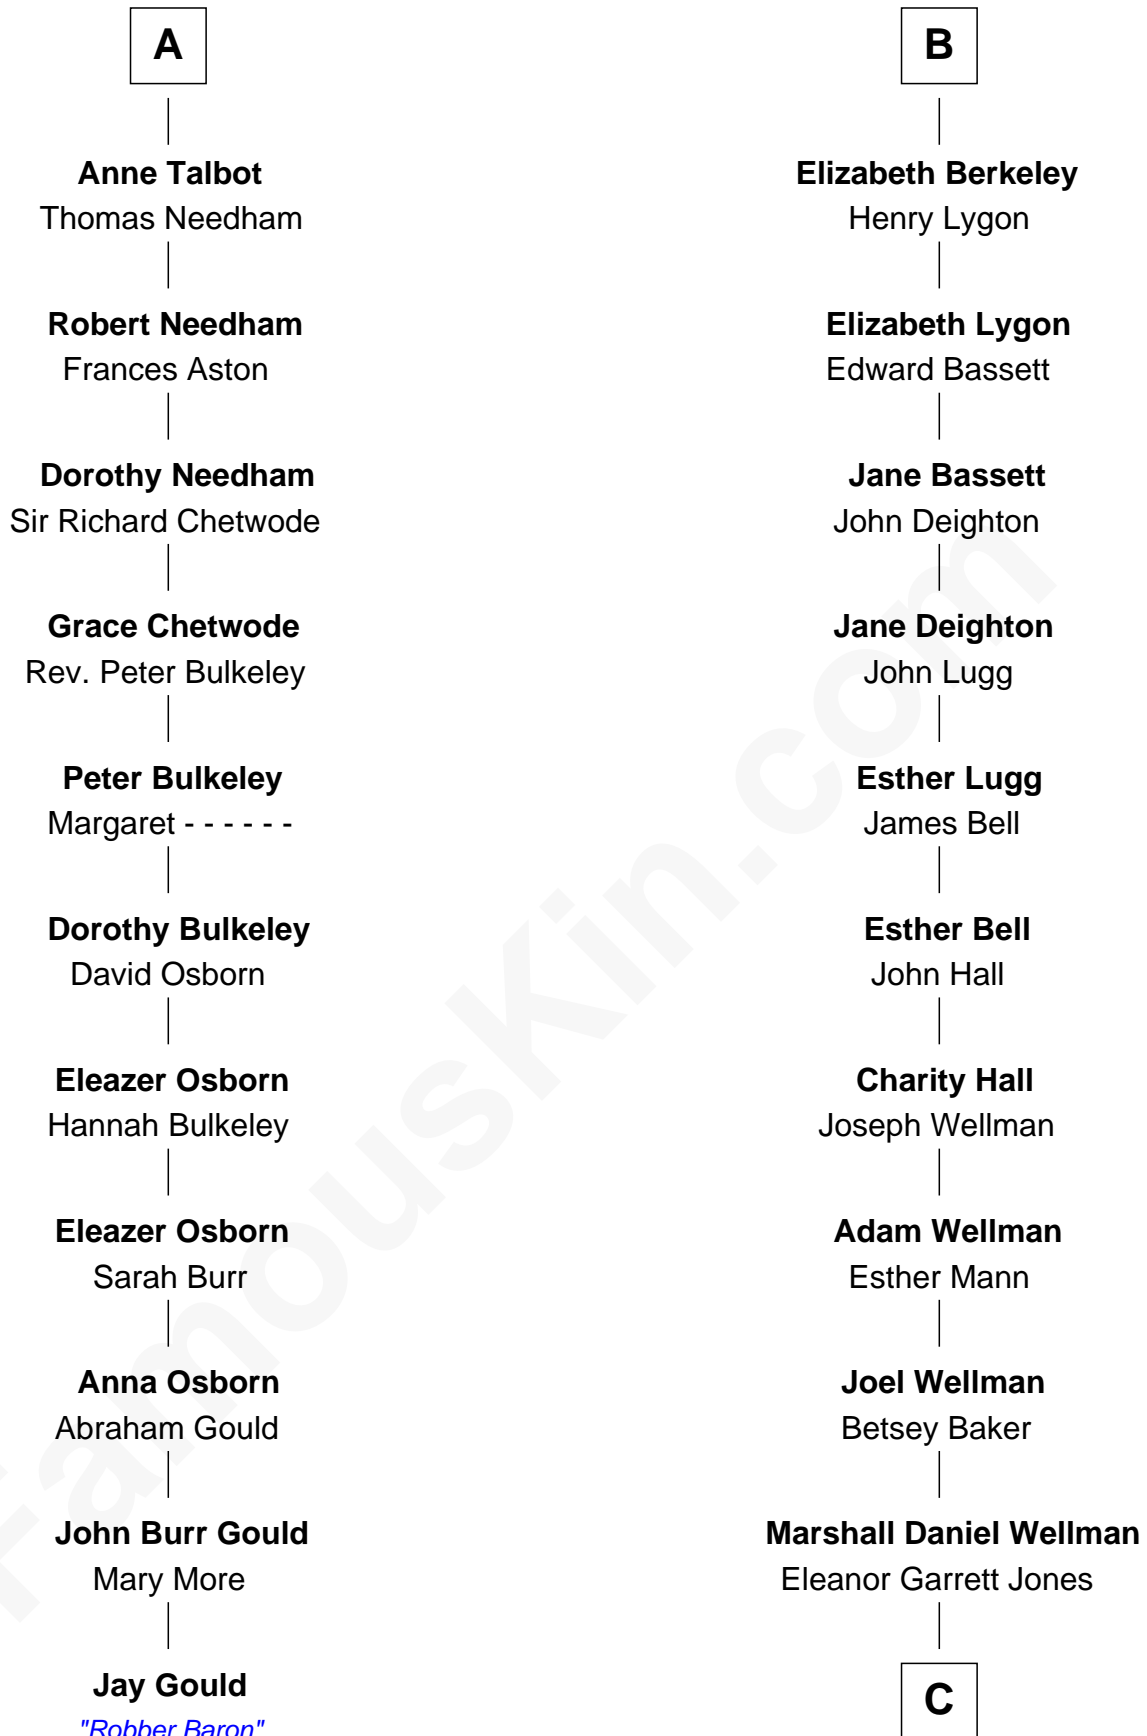 A
Anne Talbot
Thomas Needham
Robert Needham
Frances Aston
Dorothy Needham
Sir Richard Chetwode
Grace Chetwode
Rev. Peter Bulkeley
Peter Bulkeley
Margaret - - - - - -
Dorothy Bulkeley
David Osborn
Eleazer Osborn
Hannah Bulkeley
Eleazer Osborn
Sarah Burr
Anna Osborn
Abraham Gould
John Burr Gould
Mary More
Jay Gould
"Robber Baron"
B
Elizabeth Berkeley
Henry Lygon
Elizabeth Lygon
Edward Bassett
Jane Bassett
John Deighton
Jane Deighton
John Lugg
Esther Lugg
James Bell
Esther Bell
John Hall
Charity Hall
Joseph Wellman
Adam Wellman
Esther Mann
Joel Wellman
Betsey Baker
Marshall Daniel Wellman
Eleanor Garrett Jones
C
FamousKin.com